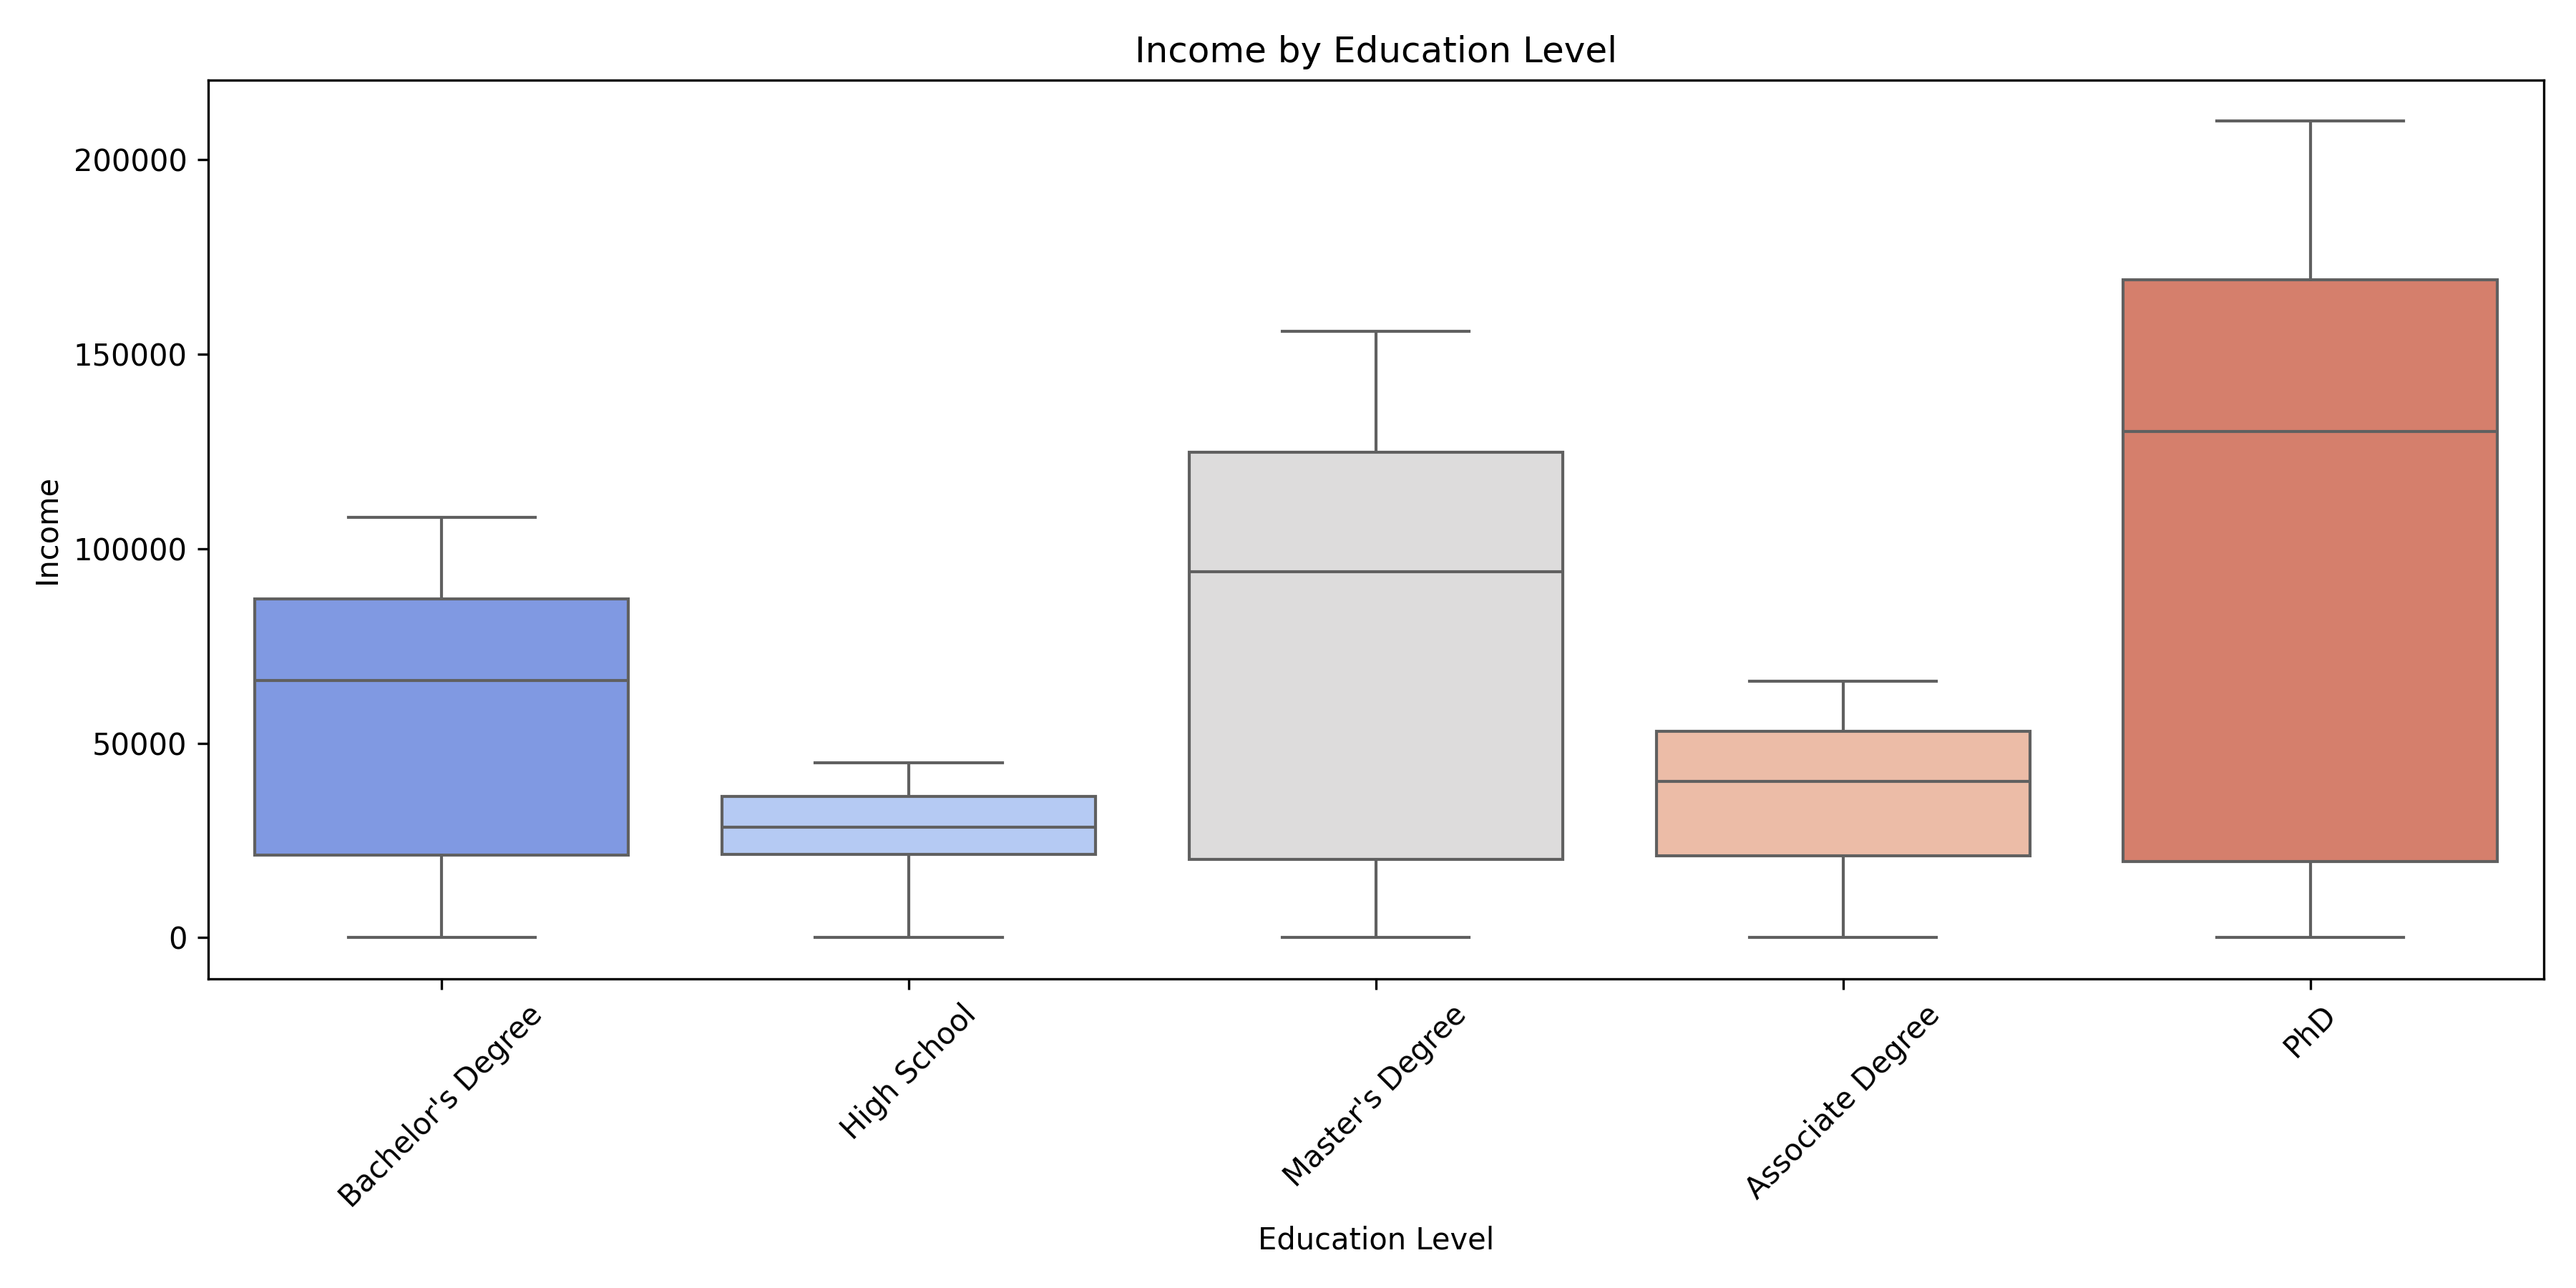 Income by Education Level
Income
200000
150000
100000
50000
0
Bachelor's Degree
High School
Master's Degree
Associate Degree
PhD
Education Level